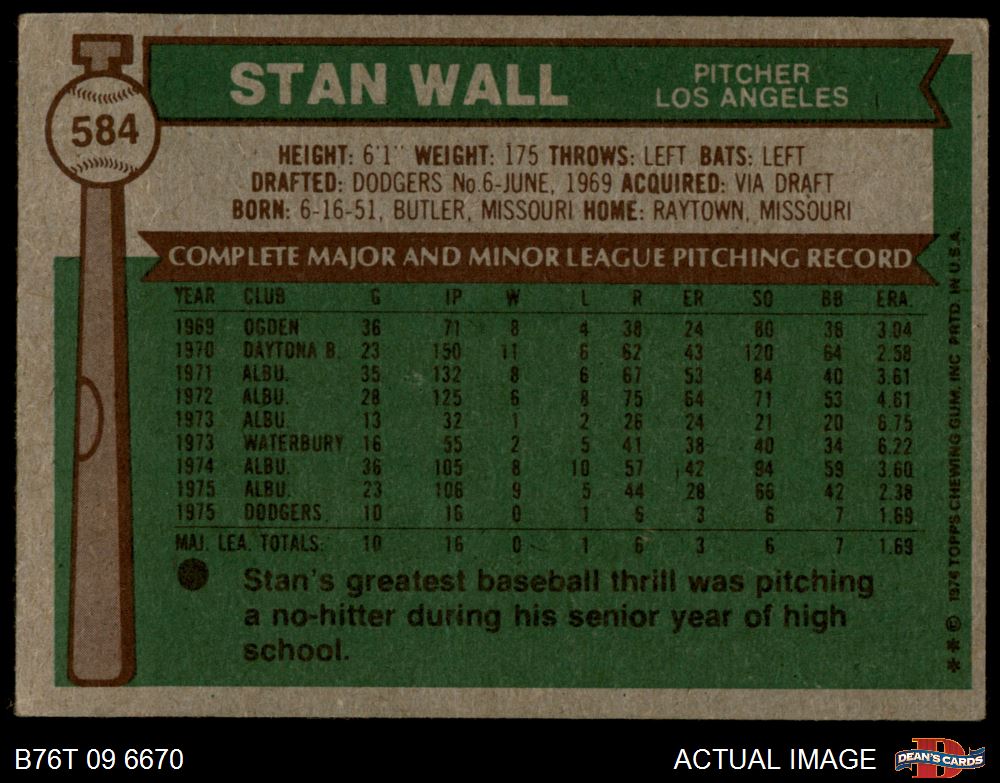 584
STAN WALL
PITCHER
LOS ANGELES
HEIGHT: 6'1" WEIGHT: 175 THROWS: LEFT BATS: LEFT
DRAFTED: DODGERS No.6-JUNE, 1969 ACQUIRED: VIA DRAFT
BORN: 6-16-51, BUTLER, MISSOURI HOME: RAYTOWN, MISSOURI
COMPLETE MAJOR AND MINOR LEAGUE PITCHING RECORD
YEAR CLUB G IP W L R ER SO BB ERA.
1969 OGDEN 36 71 8 4 38 24 80 36 3.04
1970 DAYTONA B. 23 150 11 6 62 43 120 64 2.58
1971 ALBU. 35 132 8 6 67 53 84 40 3.61
1972 ALBU. 28 125 6 8 75 64 71 53 4.61
1973 ALBU. 13 32 1 2 26 24 21 20 6.75
1973 WATERBURY 16 55 2 5 41 38 40 34 6.22
1974 ALBU. 36 105 8 10 57 42 94 59 3.60
1975 ALBU. 23 106 9 5 44 28 66 42 2.38
1975 DODGERS 10 16 0 1 6 3 6 7 1.69
MAJ. LEA. TOTALS: 10 16 0 1 6 3 6 7 1.69
Stan's greatest baseball thrill was pitching
a no-hitter during his senior year of high
school.
** © 1976 TOPPS CHEWING GUM, INC PRTD. IN U.S.A.
B76T 09 6670
ACTUAL IMAGE
DEAN'S CARDS